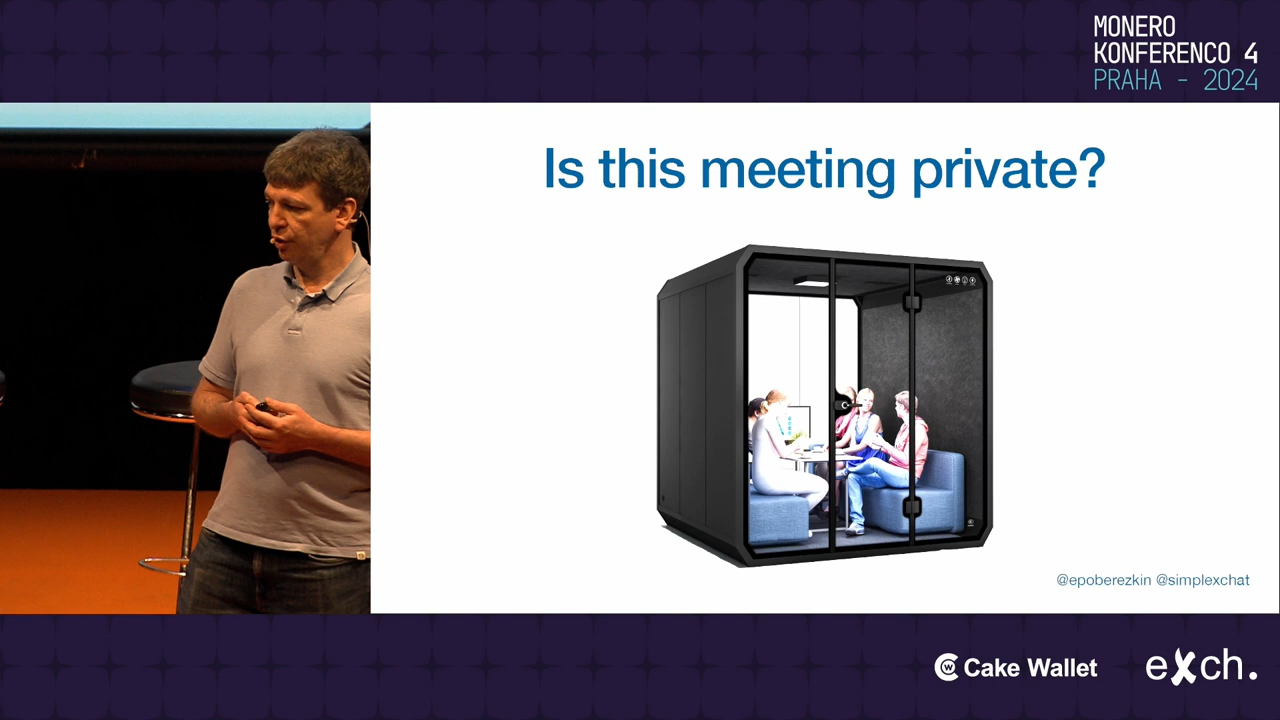 MONERO
KONFERENCO 4
PRAHA - 2024
Is this meeting private?
@epoberezkin @simplexchat
Cake Wallet
exch.